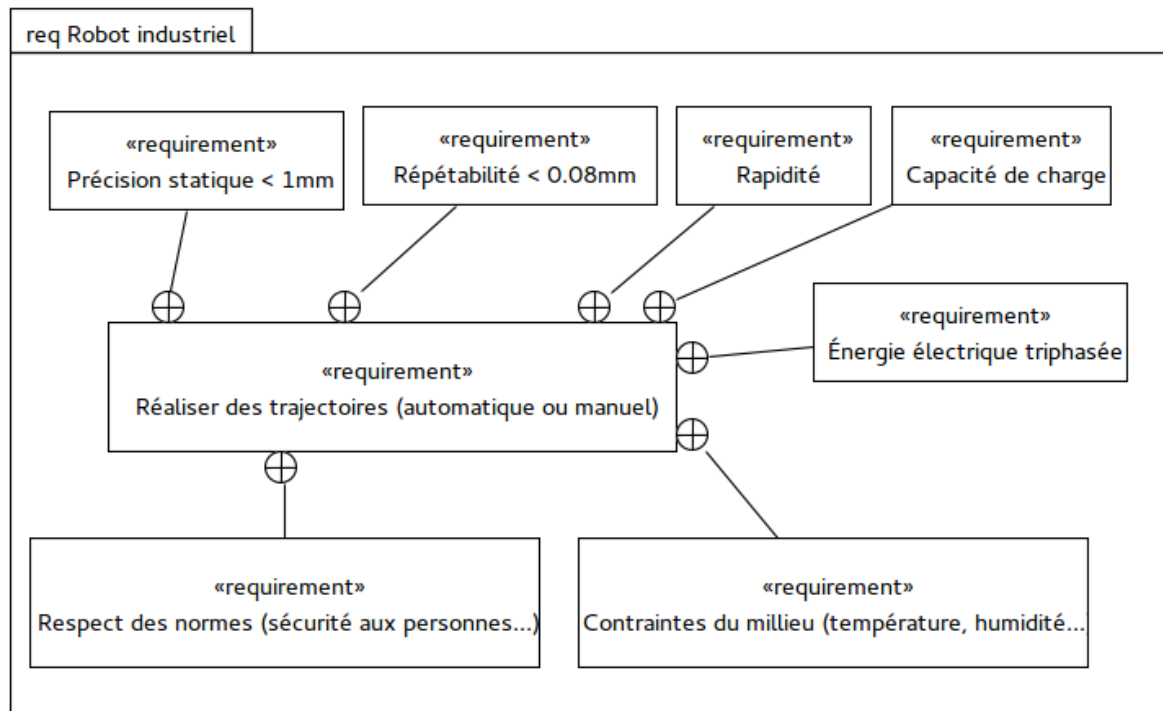 req Robot industriel
«requirement»
Précision statique < 1mm
«requirement»
Répétabilité < 0.08mm
«requirement»
Rapidité
«requirement»
Capacité de charge
«requirement»
Énergie électrique triphasée
«requirement»
Réaliser des trajectoires (automatique ou manuel)
«requirement»
Respect des normes (sécurité aux personnes...)
«requirement»
Contraintes du millieu (température, humidité...